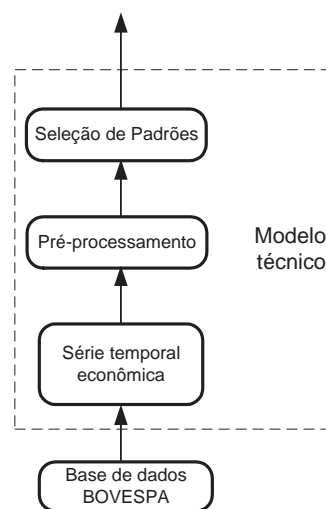 Seleção de Padrões
Pré-processamento
Modelo
técnico
Série temporal
econômica
Base de dados
BOVESPA